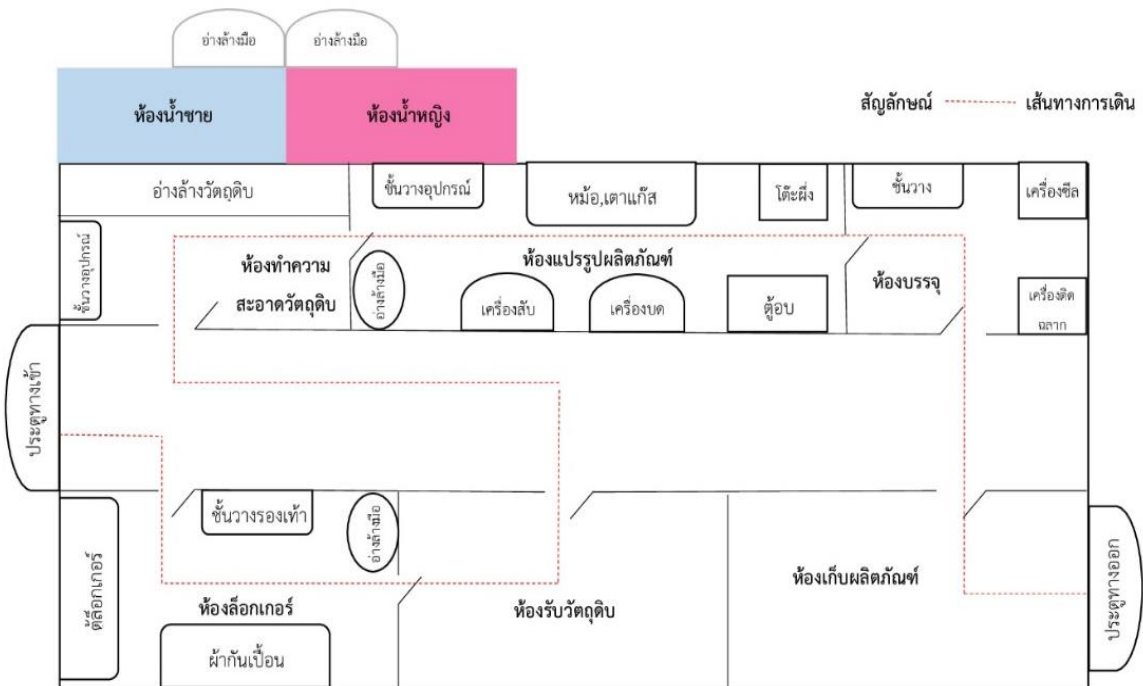 อ่างล้างมือ
อ่างล้างมือ
ห้องน้ำชาย
ห้องน้ำหญิง
สัญลักษณ์
เส้นทางการเดิน
อ่างล้างวัตถุดิบ
ชั้นวางอุปกรณ์
หม้อ,เตาแก๊ส
โต๊ะผึ่ง
ชั้นวาง
เครื่องซีล
ชั้นวางอุปกรณ์
ห้องทำความ
สะอาดวัตถุดิบ
อ่างล้างมือ
ห้องแปรรูปผลิตภัณฑ์
เครื่องสับ
เครื่องบด
ตู้อบ
ห้องบรรจุ
เครื่องติด
ฉลาก
ประตูทางเข้า
ตู้ล็อกเกอร์
ชั้นวางรองเท้า
อ่างล้างมือ
ห้องล็อกเกอร์
ผ้ากันเปื้อน
ห้องรับวัตถุดิบ
ห้องเก็บผลิตภัณฑ์
ประตูทางออก